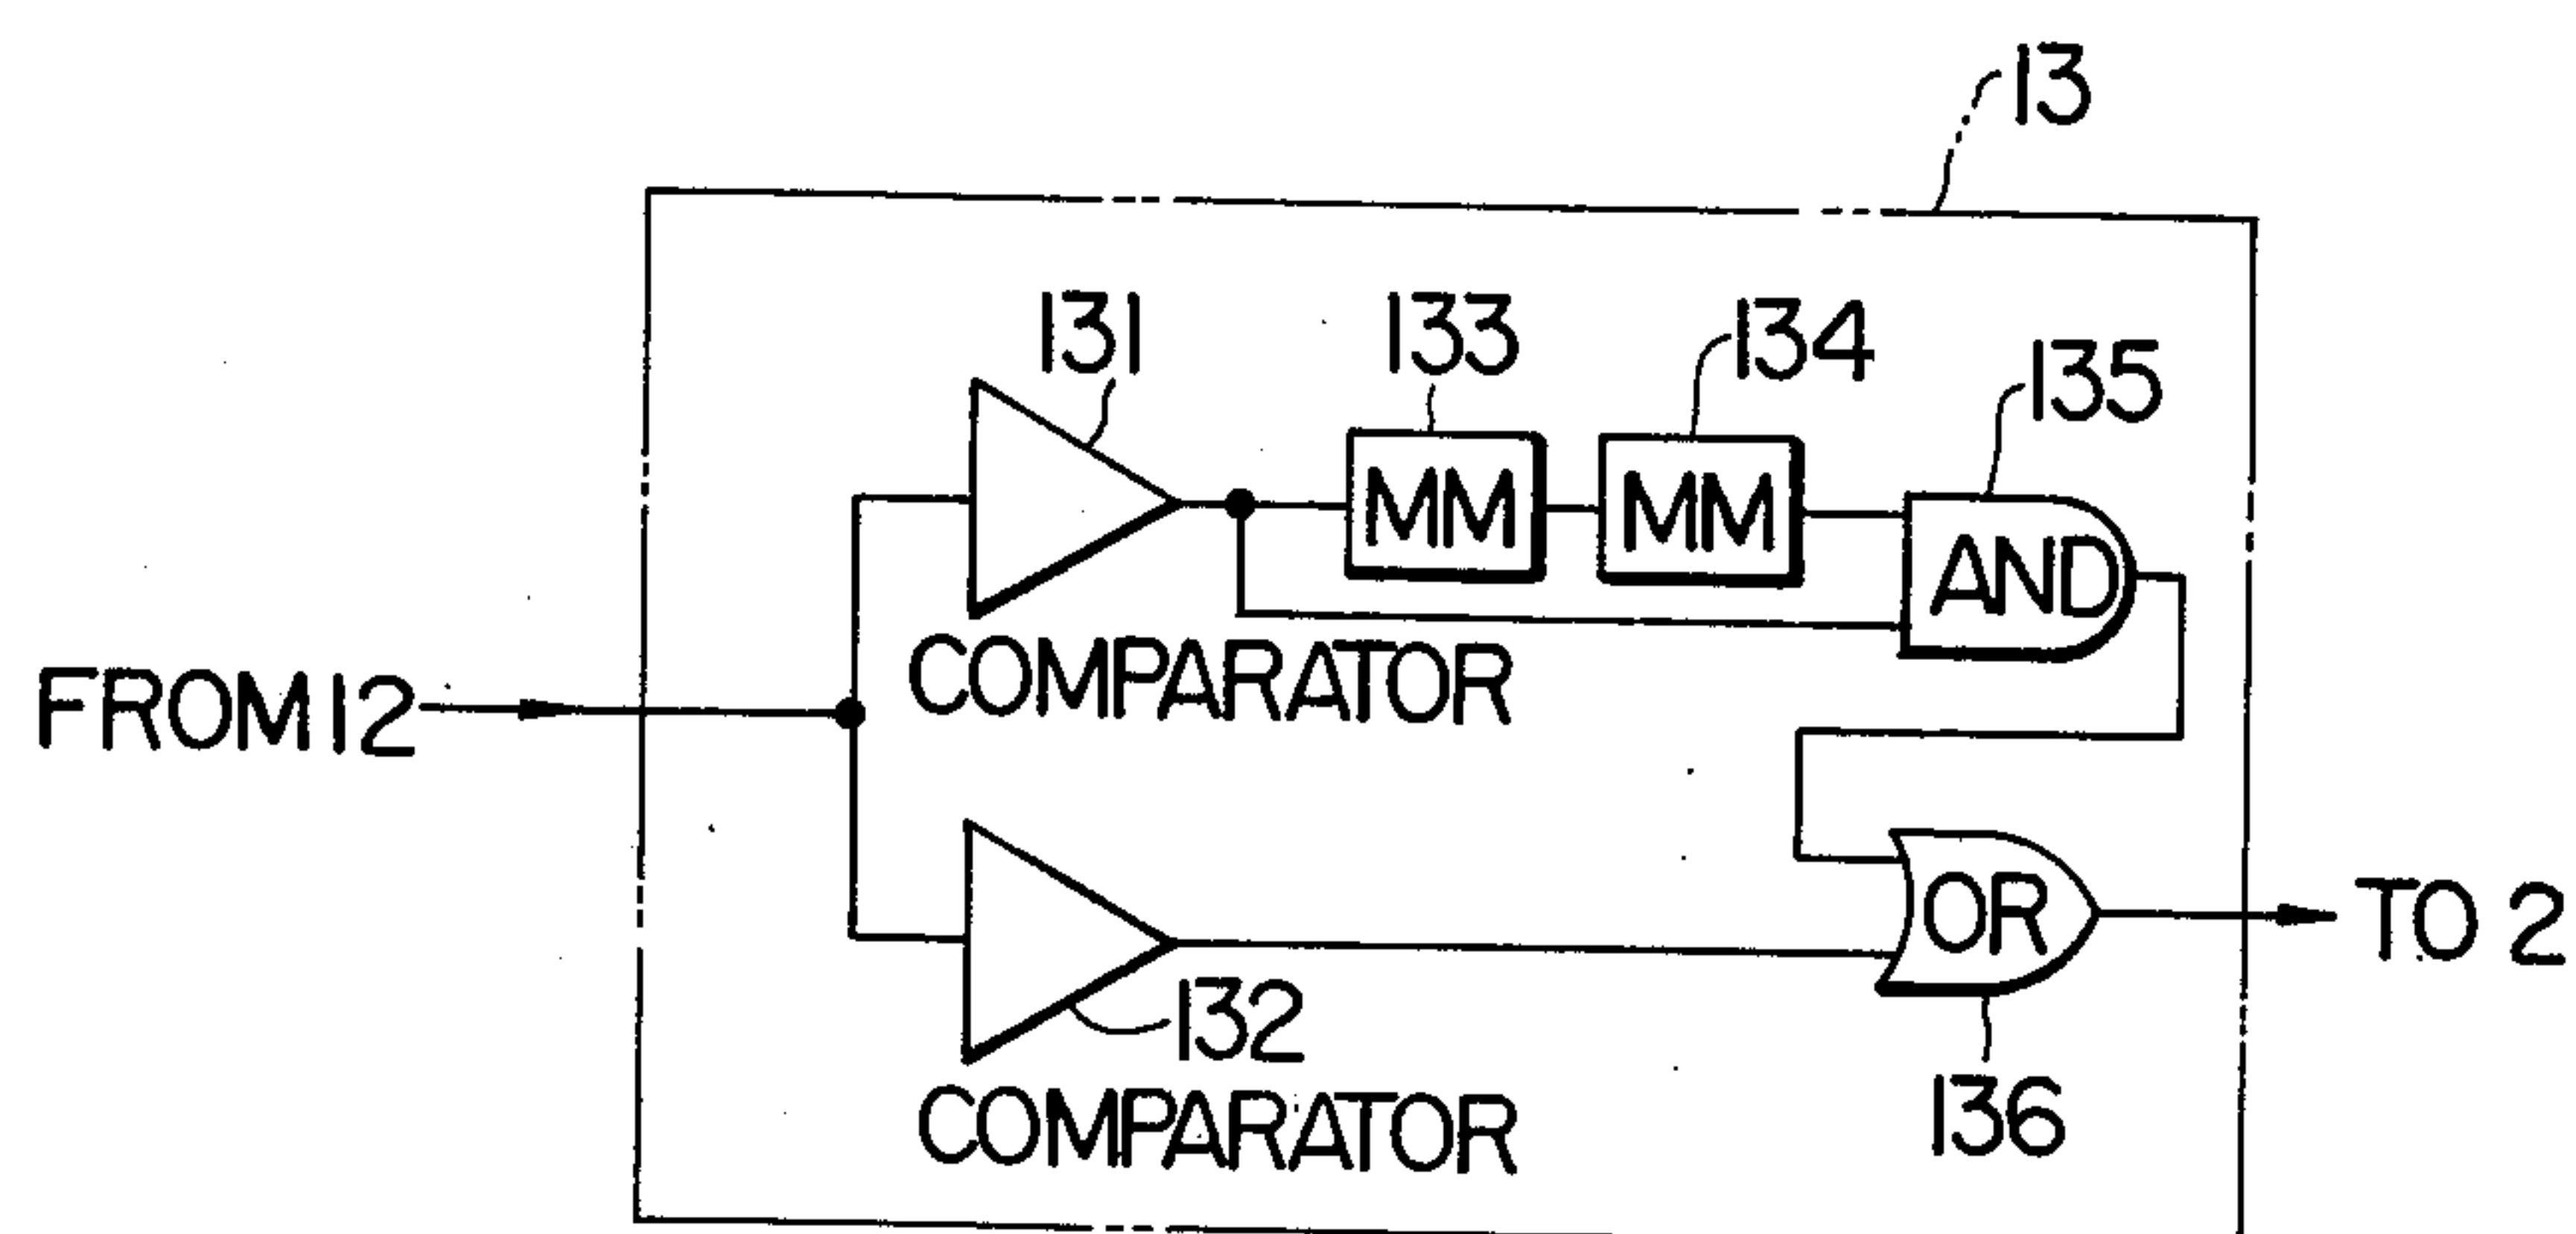 13
131
133
134
135
MM
MM
AND
COMPARATOR
FROM 12
OR
TO 2
132
COMPARATOR
136